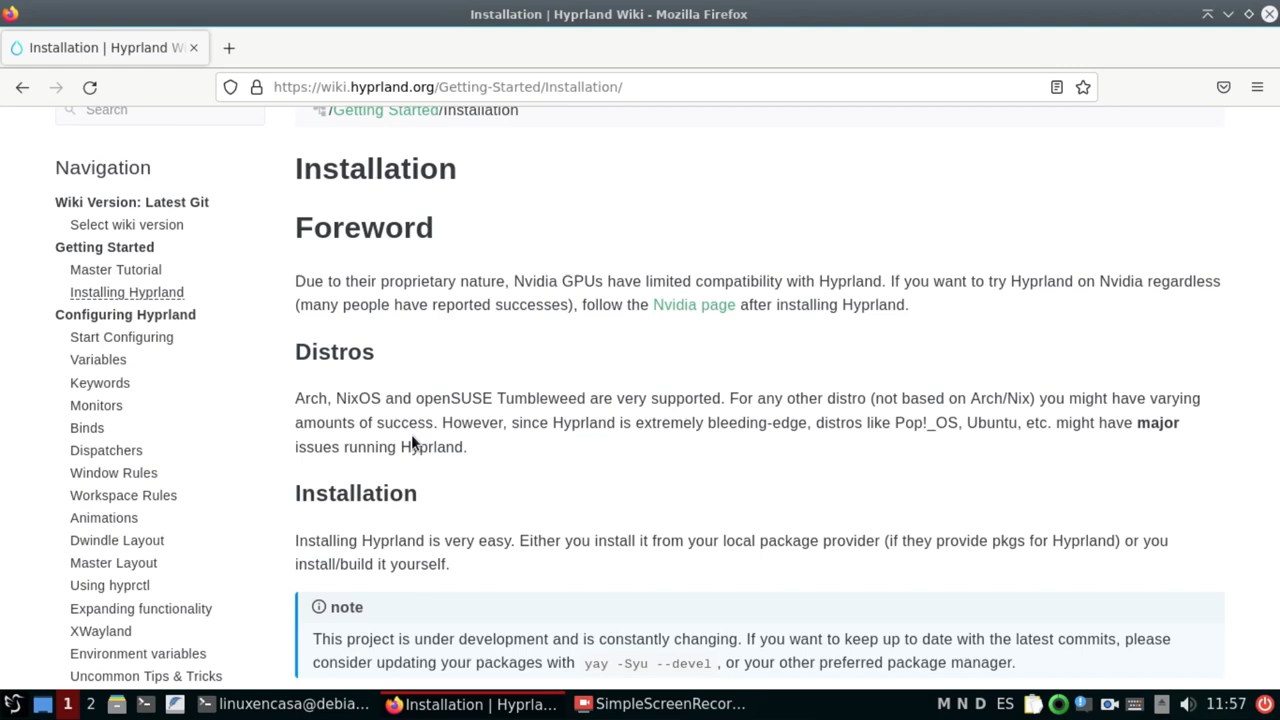 Installation | Hyprland Wiki - Mozilla Firefox
Installation | Hyprland W
https://wiki.hyprland.org/Getting-Started/Installation/
Search
/Getting Started/Installation
Navigation
Wiki Version: Latest Git
Select wiki version
Getting Started
Master Tutorial
Installing Hyprland
Configuring Hyprland
Start Configuring
Variables
Keywords
Monitors
Binds
Dispatchers
Window Rules
Workspace Rules
Animations
Dwindle Layout
Master Layout
Using hyprctl
Expanding functionality
XWayland
Environment variables
Uncommon Tips & Tricks
Installation
Foreword
Due to their proprietary nature, Nvidia GPUs have limited compatibility with Hyprland. If you want to try Hyprland on Nvidia regardless
(many people have reported successes), follow the Nvidia page after installing Hyprland.
Distros
Arch, NixOS and openSUSE Tumbleweed are very supported. For any other distro (not based on Arch/Nix) you might have varying
amounts of success. However, since Hyprland is extremely bleeding-edge, distros like Pop!_OS, Ubuntu, etc. might have major
issues running Hyprland.
Installation
Installing Hyprland is very easy. Either you install it from your local package provider (if they provide pkgs for Hyprland) or you
install/build it yourself.
note
This project is under development and is constantly changing. If you want to keep up to date with the latest commits, please
consider updating your packages with yay -Syu --devel , or your other preferred package manager.
1 2 linuxencasa@debia... Installation | Hyprla... SimpleScreenRecor... M N D ES 11:57